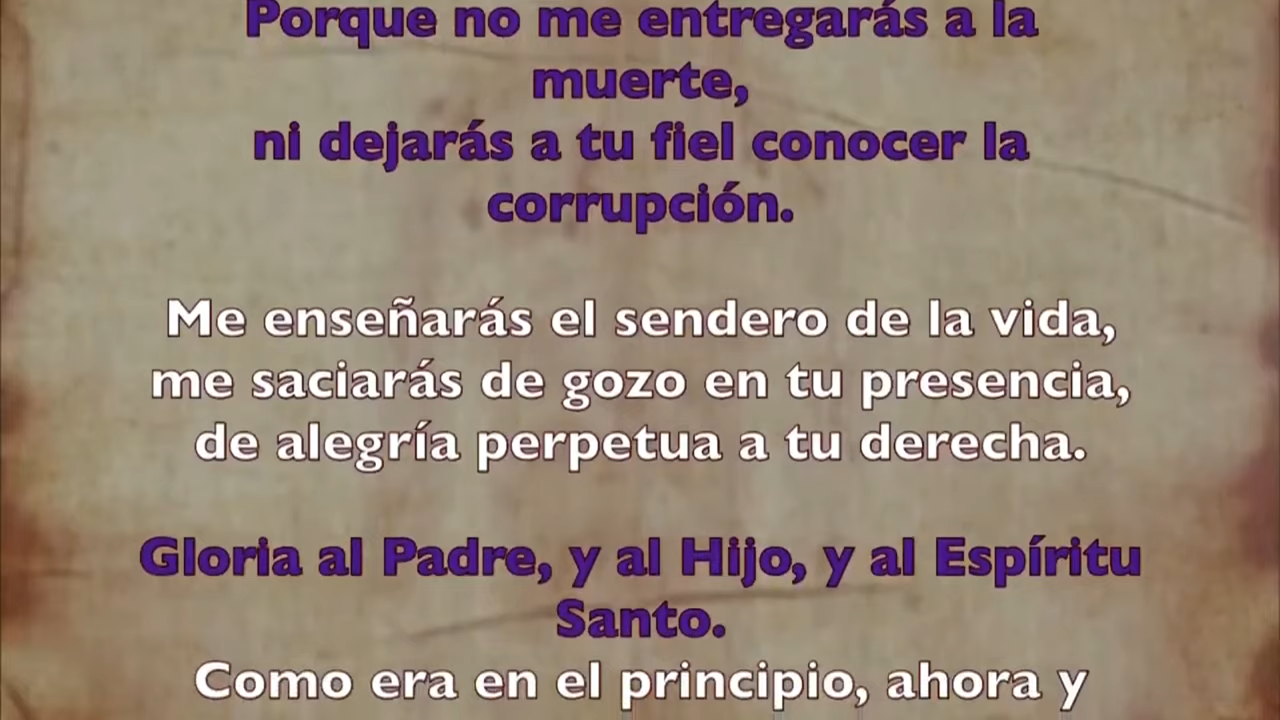 Porque no me entregarás a la
muerte,
ni dejarás a tu fiel conocer la
corrupción.
Me enseñarás el sendero de la vida,
me saciarás de gozo en tu presencia,
de alegría perpetua a tu derecha.
Gloria al Padre, y al Hijo, y al Espíritu
Santo.
Como era en el principio, ahora y